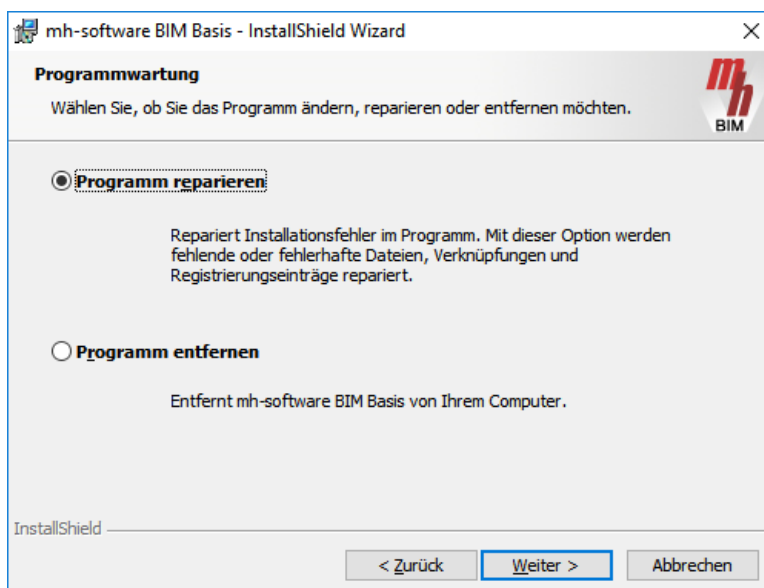 mh-software BIM Basis - InstallShield Wizard
Programmwartung
Wählen Sie, ob Sie das Programm ändern, reparieren oder entfernen möchten.
mh
BIM
Programm reparieren
Repariert Installationsfehler im Programm. Mit dieser Option werden
fehlende oder fehlerhafte Dateien, Verknüpfungen und
Registrierungseinträge repariert.
Programm entfernen
Entfernt mh-software BIM Basis von Ihrem Computer.
InstallShield
< Zurück
Weiter >
Abbrechen